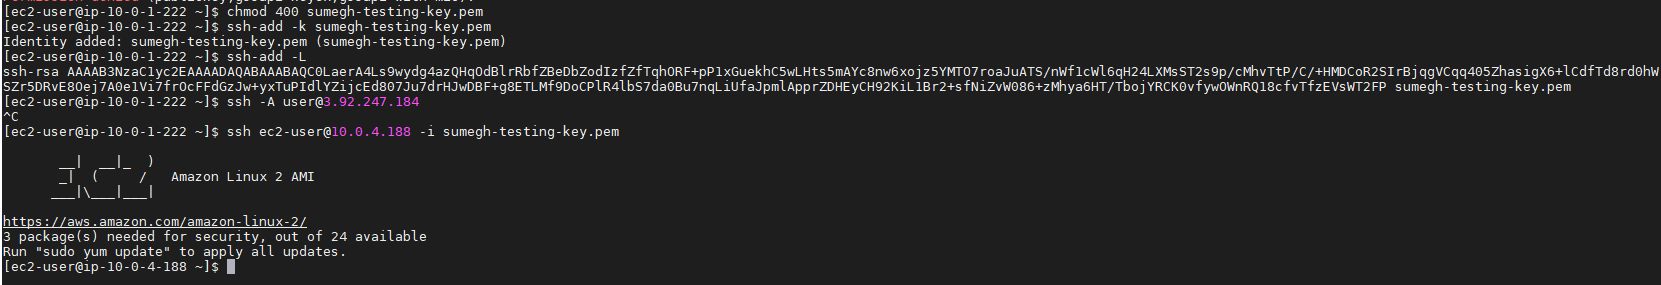 [ec2-user@ip-10-0-1-222 ~]$ chmod 400 sumegh-testing-key.pem
[ec2-user@ip-10-0-1-222 ~]$ ssh-add -k sumegh-testing-key.pem
Identity added: sumegh-testing-key.pem (sumegh-testing-key.pem)
[ec2-user@ip-10-0-1-222 ~]$ ssh-add -L
ssh-rsa AAAAB3NzaC1yc2EAAAADAQABAAABAQC0LaerA4Ls9wydg4azQHqOdBlrRbfZBeDbZodIzfZfTqhORF+pP1xGuekhC5wLHts5mAYc8nw6xojz5YMTO7roaJuATS/nWf1cWl6qH24LXMsST2s9p/cMhvTtP/C/+HMDCoR2SIrBjqgVCqq405ZhasigX6+lCdfTd8rd0hW
SZr5DRvE8Oej7A0e1Vi7frOcFFdGzJw+yxTuPIdlYZijcEd807Ju7drHJwDBF+g8ETLMf9DoCPlR4lbS7da0Bu7nqLiUfaJpmlApprZDHEyCH92KiL1Br2+sfNiZvW086+zMhya6HT/TbojYRCK0vfywOWnRQ18cfvTfzEVsWT2FP sumegh-testing-key.pem
[ec2-user@ip-10-0-1-222 ~]$ ssh -A user@3.92.247.184
^C
[ec2-user@ip-10-0-1-222 ~]$ ssh ec2-user@10.0.4.188 -i sumegh-testing-key.pem
       __|  __|_  )
       _|  (     /   Amazon Linux 2 AMI
      ___|\___|___|
https://aws.amazon.com/amazon-linux-2/
3 package(s) needed for security, out of 24 available
Run "sudo yum update" to apply all updates.
[ec2-user@ip-10-0-4-188 ~]$